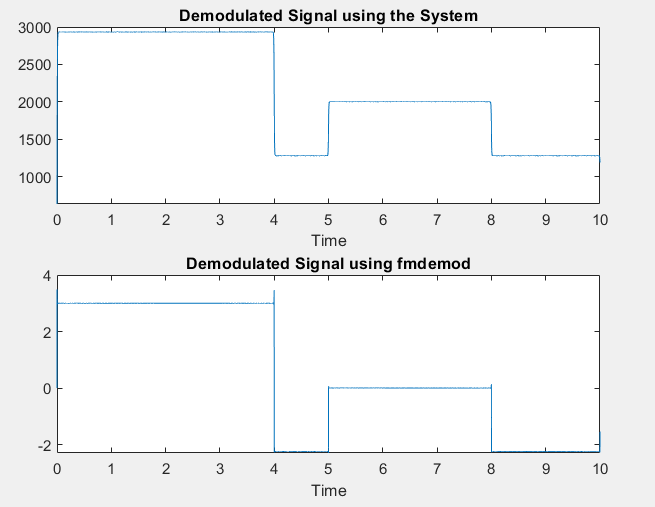 Demodulated Signal using the System
3000
2500
2000
1500
1000
0 1 2 3 4 5 6 7 8 9 10
Time
Demodulated Signal using fmdemod
4
2
0
-2
0 1 2 3 4 5 6 7 8 9 10
Time